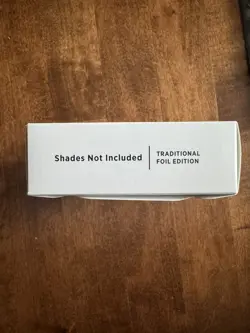 Shades Not Included
TRADITIONAL
FOIL EDITION